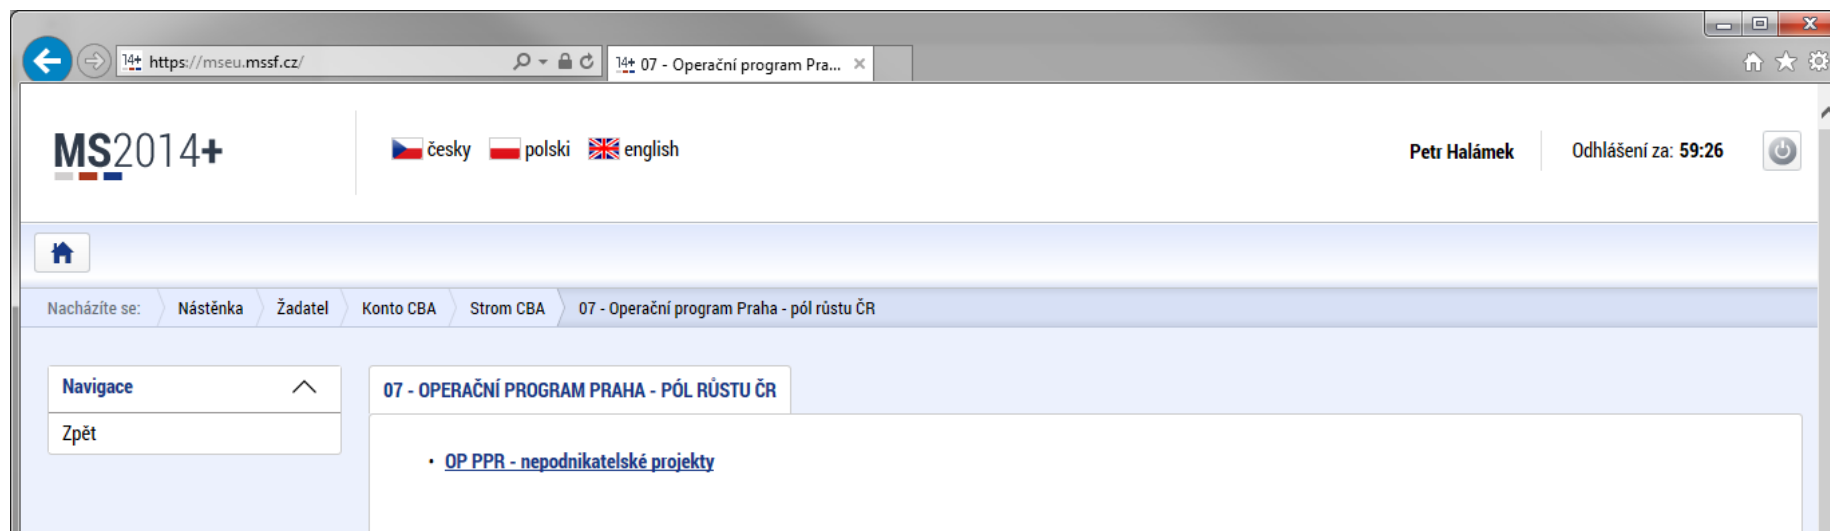 https://mseu.mssf.cz/
14+ 07 - Operační program Pra...
MS2014+
česky polski english
Petr Halámek
Odhlášení za: 59:26
Nacházíte se: Nástěnka Žadatel Konto CBA Strom CBA 07 - Operační program Praha - pól růstu ČR
Navigace
Zpět
07 - OPERAČNÍ PROGRAM PRAHA - PÓL RŮSTU ČR
• OP PPR - nepodnikatelské projekty